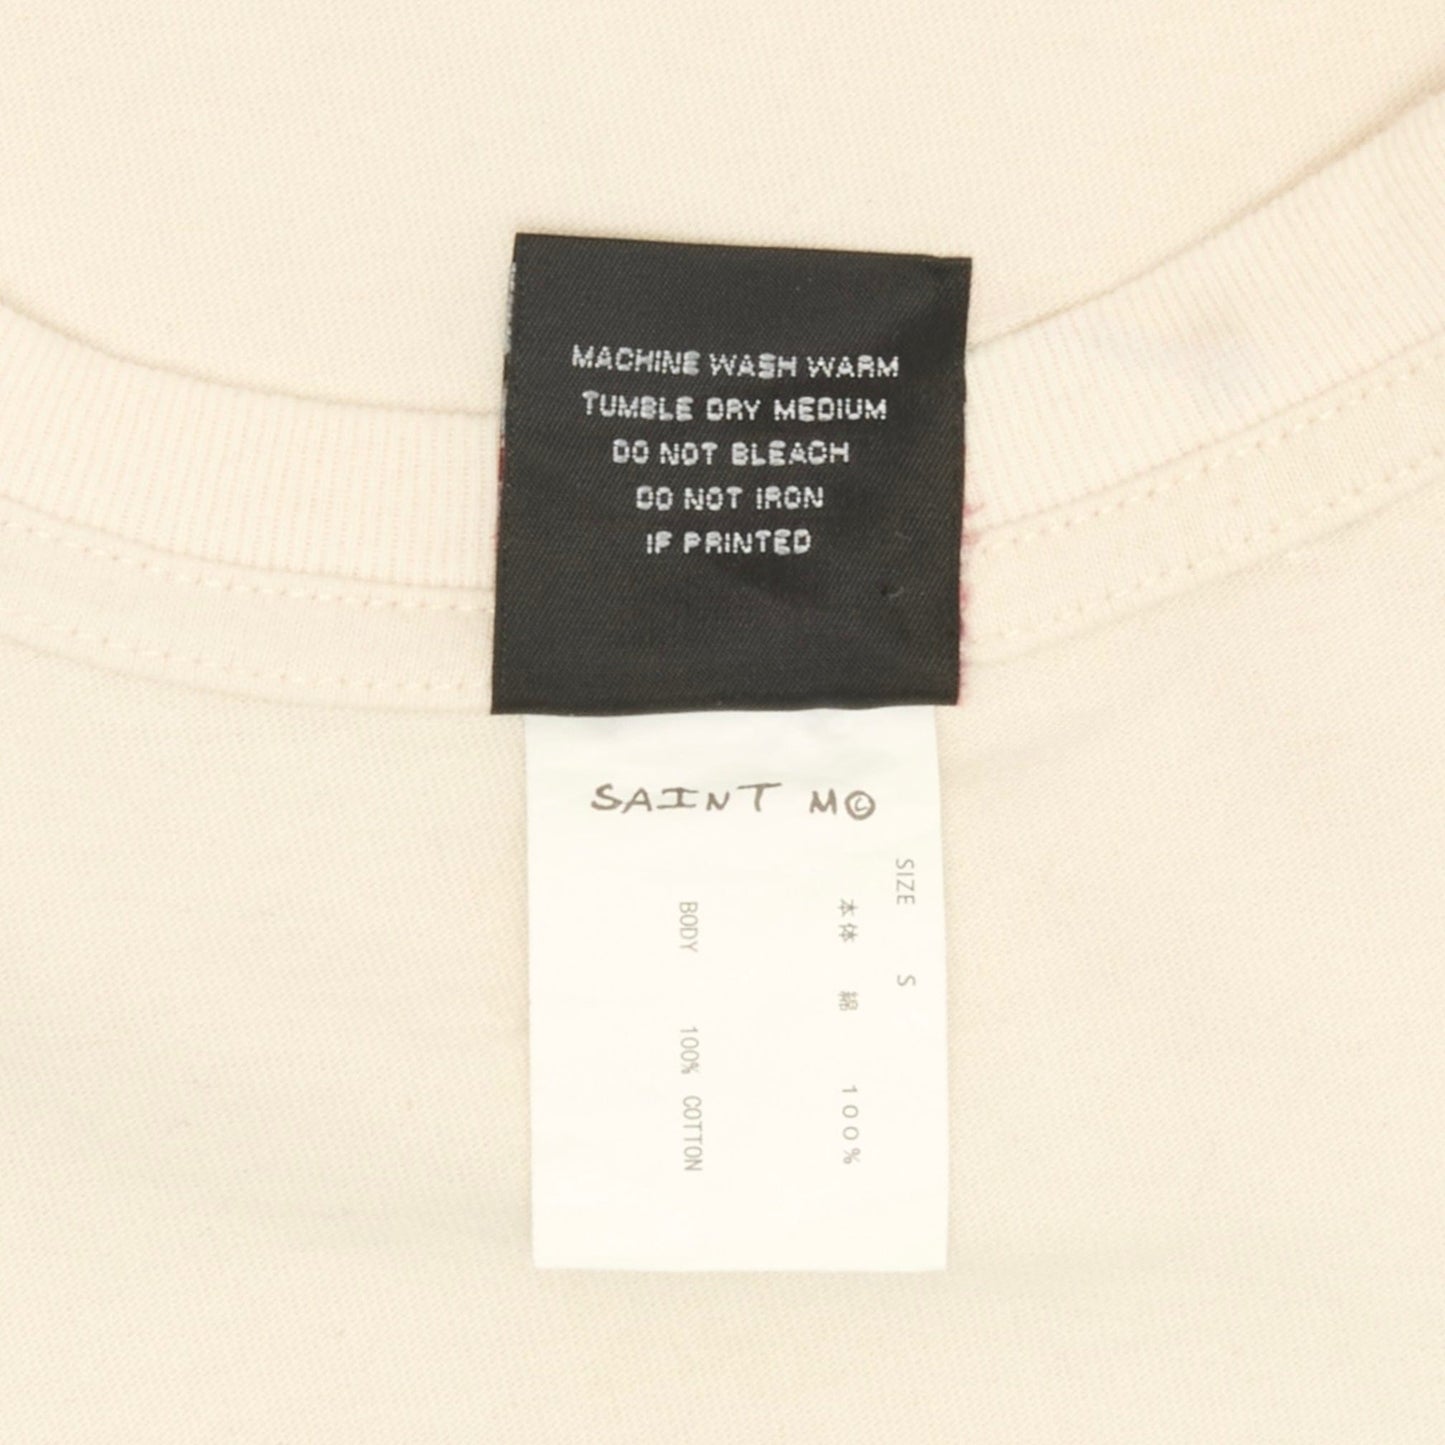 MACHINE WASH WARM
TUMBLE DRY MEDIUM
DO NOT BLEACH
DO NOT IRON
IF PRINTED
SAINT M©
SIZE S
本体 綿 100%
BODY 100% COTTON